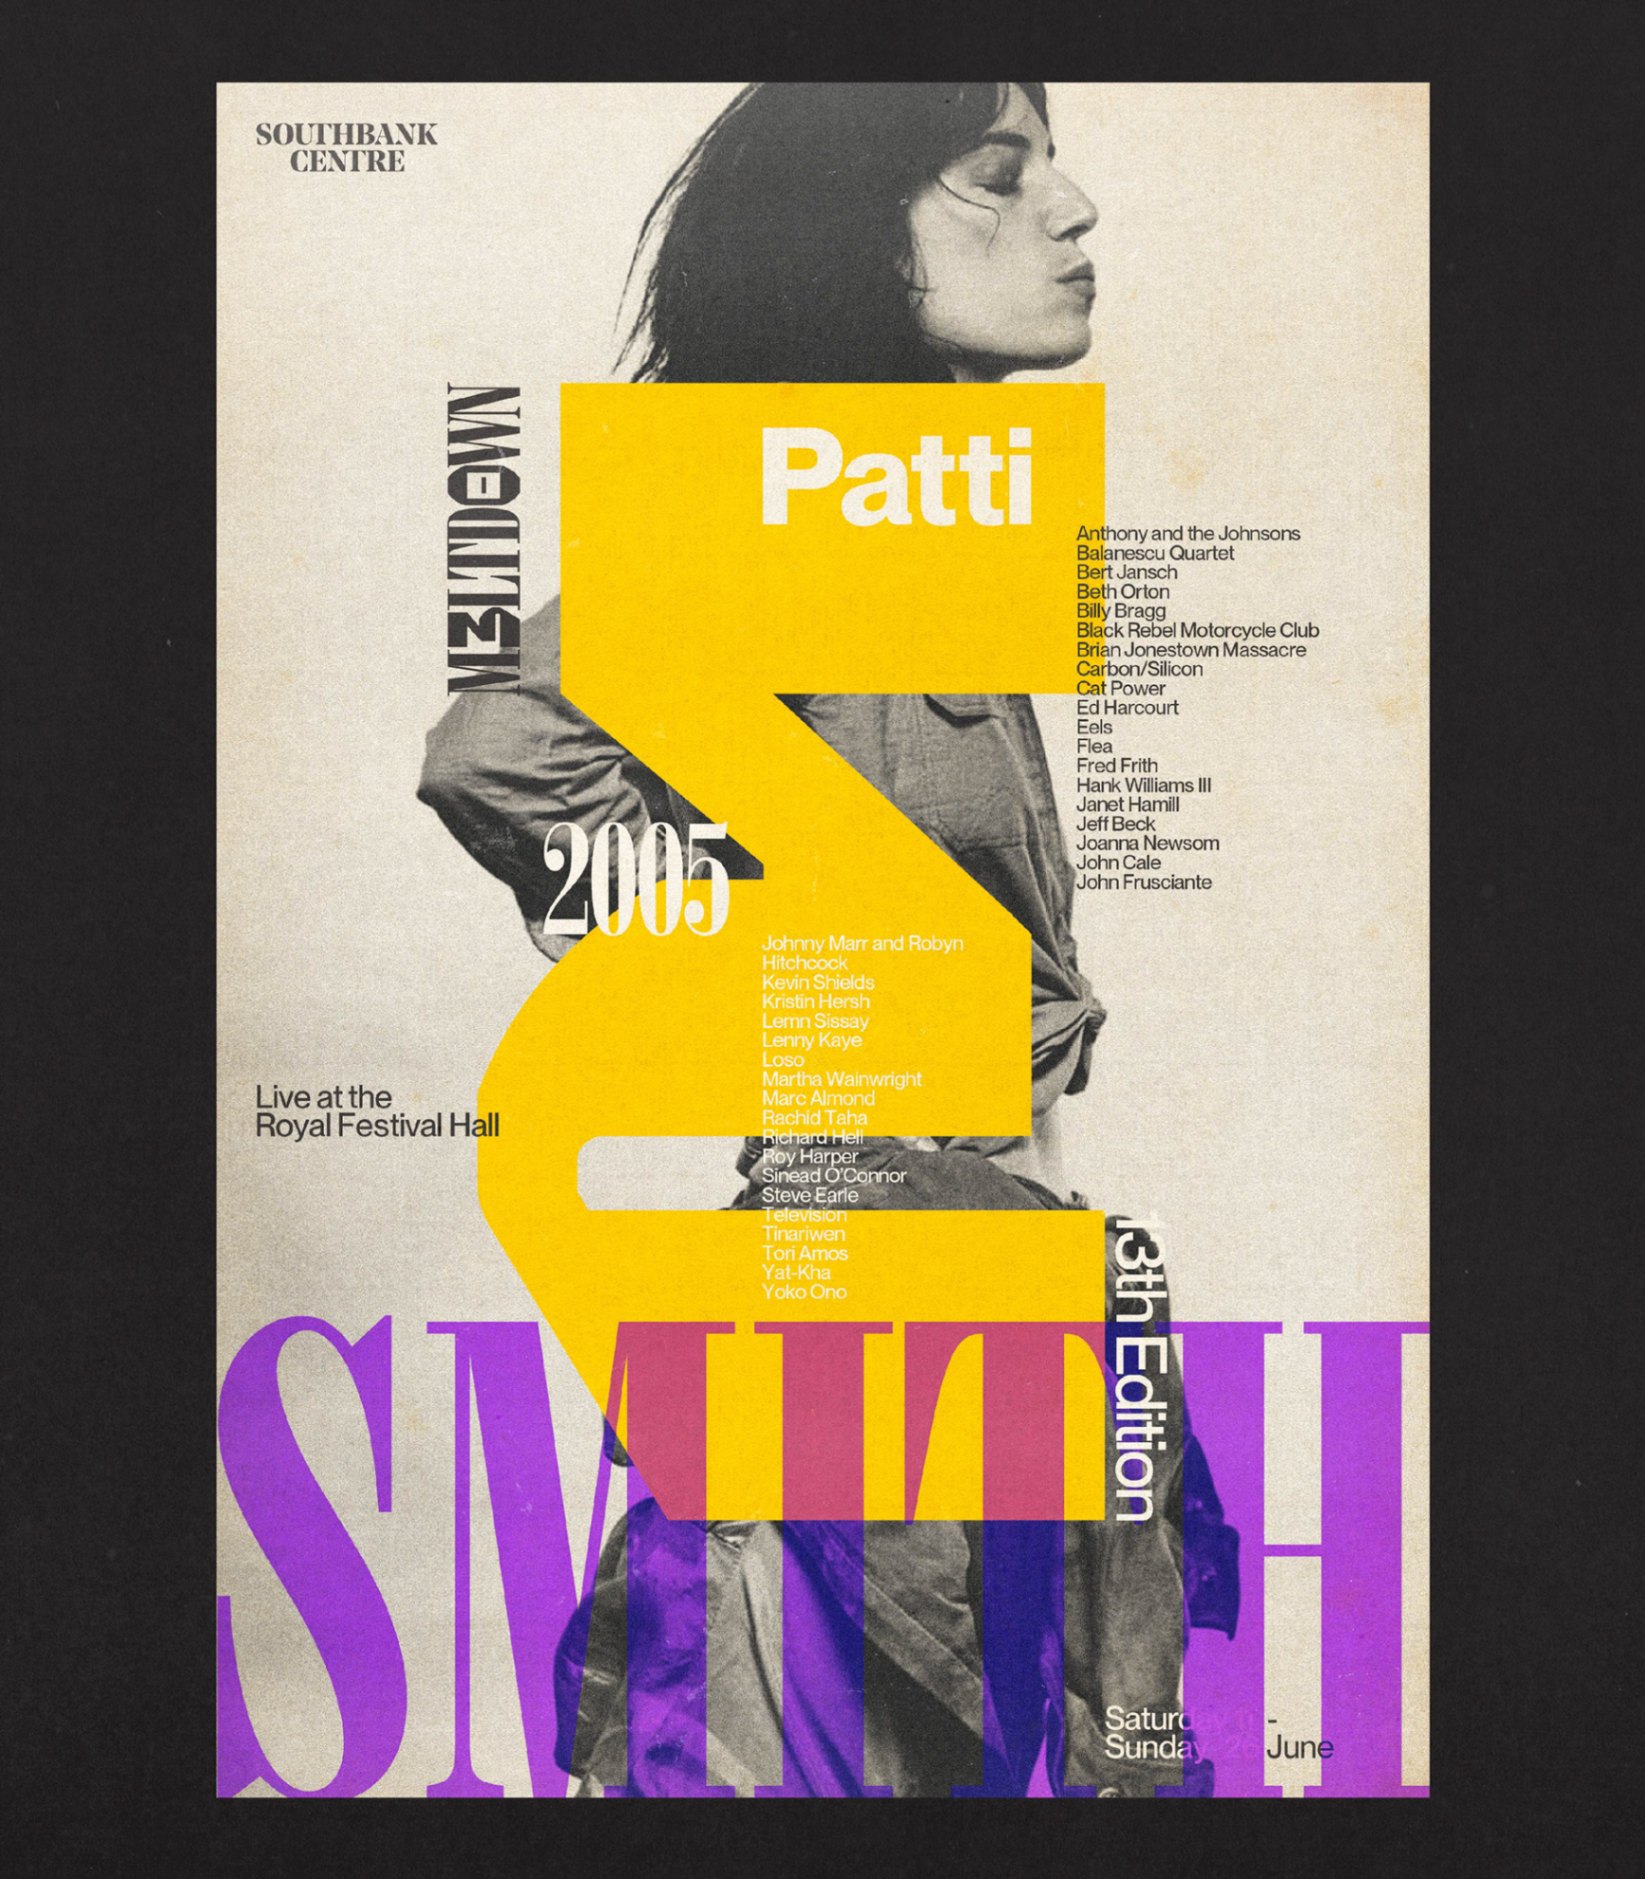 SOUTHBANK
CENTRE
MELTDOWN
Patti
Anthony and the Johnsons
Balanescu Quartet
Bert Jansch
Beth Orton
Billy Bragg
Black Rebel Motorcycle Club
Brian Jonestown Massacre
Carbon/Silicon
Cat Power
Ed Harcourt
Eels
Flea
Fred Frith
Hank Williams III
Janet Hamill
Jeff Beck
Joanna Newsom
John Cale
John Frusciante
2005
Johnny Marr and Robyn
Hitchcock
Kevin Shields
Kristin Hersh
Lemn Sissay
Lenny Kaye
Loso
Martha Wainwright
Marc Almond
Rachid Taha
Richard Hell
Roy Harper
Sinead O'Connor
Steve Earle
Television
Tinariwen
Tori Amos
Yat-Kha
Yoko Ono
Live at the
Royal Festival Hall
13th Edition
SMITH
Saturday -
Sunday June